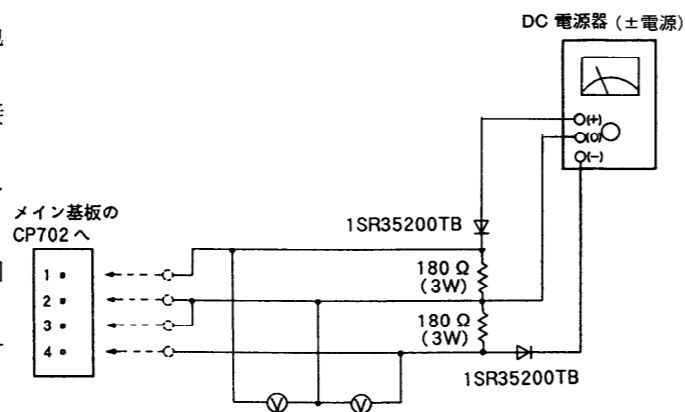 DC 電源器 (±電源)
(+)
(0)
(−)
メイン基板の
CP702 へ
1SR35200TB
180 Ω
(3W)
180 Ω
(3W)
1SR35200TB
1
2
3
4
V
V